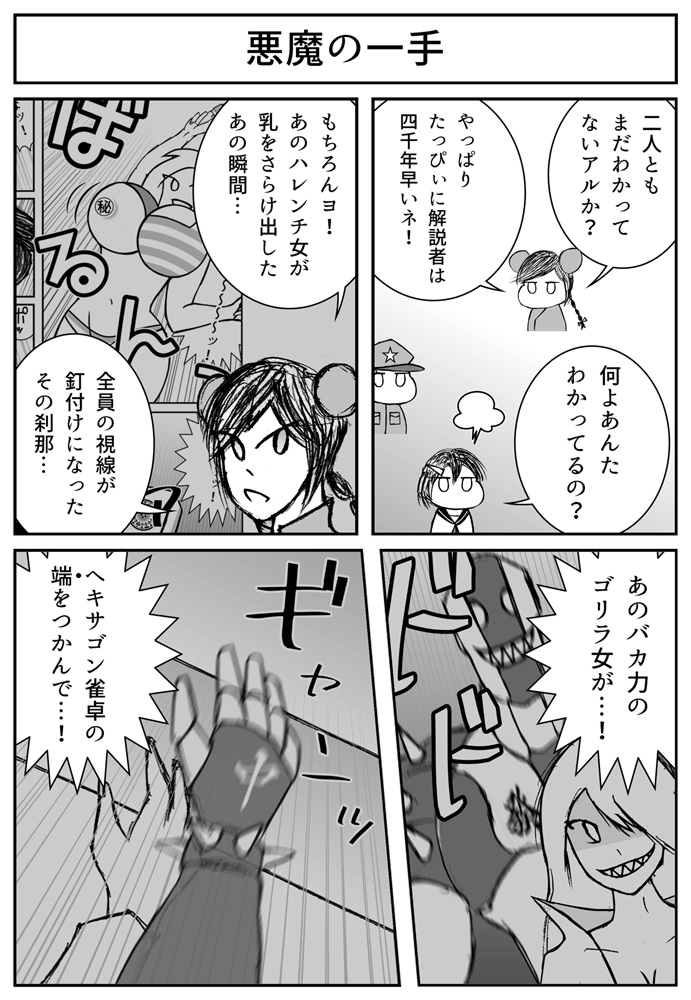 悪魔の一手
二人とも
まだわかって
ないアルか？
やっぱり
たっぴぃに解説者は
四千年早いネ！
何よあんた
わかってるの？
もちろんヨ！
あのハレンチ女が
乳をさらけ出した
あの瞬間…
ぼ
る
ん
㊙
ッ！
ポ
ッ
全員の視線が
釘付けになった
その刹那…
あのバカ力の
ゴリラ女が…！
ドドドド
ヘキサゴン雀卓の
端をつかんで…！
ギャーッ